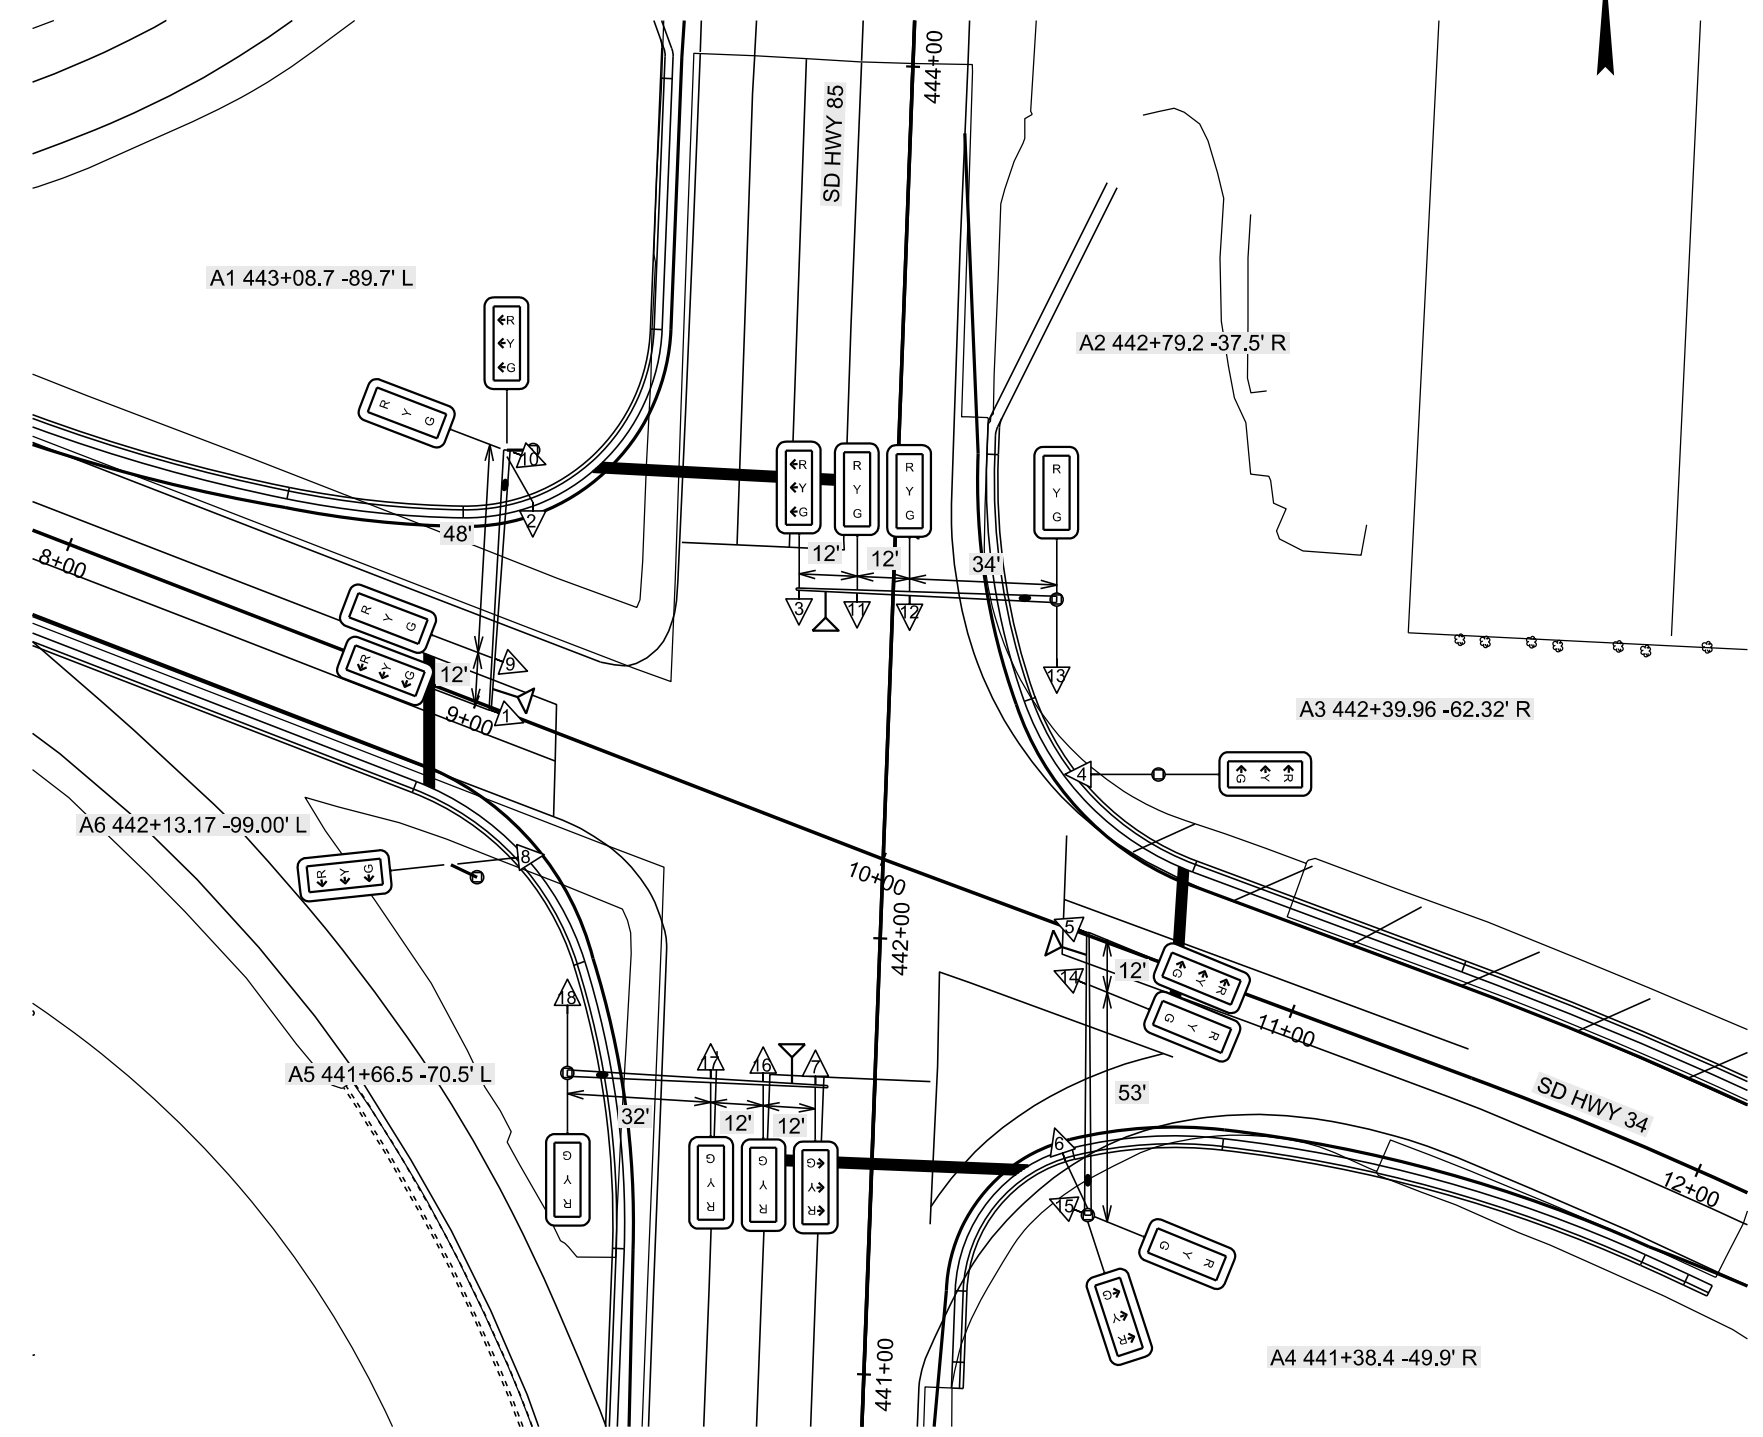 444+00
SD HWY 85
A1 443+08.7 -89.7' L
←R
←Y
←G
A2 442+79.2 -37.5' R
R Y G
10
2
48'
←R
←Y
←G
R
Y
G
R
Y
G
R
Y
G
8+00
12'
12'
34'
3
11
12
13
R Y G
9
←R ←Y ←G
12'
1
9+00
A3 442+39.96 -62.32' R
4
←G ←Y ←R
A6 442+13.17 -99.00' L
8
←R ←Y ←G
10+00
442+00
5
14
12'
←G ←Y ←R
G Y R
11+00
18
A5 441+66.5 -70.5' L
17
16
7
32'
12'
12'
53'
SD HWY 34
6
15
12+00
G
Y
R
G
Y
R
G
Y
R
←G
←Y
←R
G Y R
←G
←Y
←R
441+00
A4 441+38.4 -49.9' R